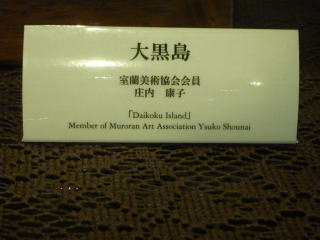 大黒島
室蘭美術協会会員
庄内 康子
「Daikoku Island」
Member of Muroran Art Association Ysuko Shounai